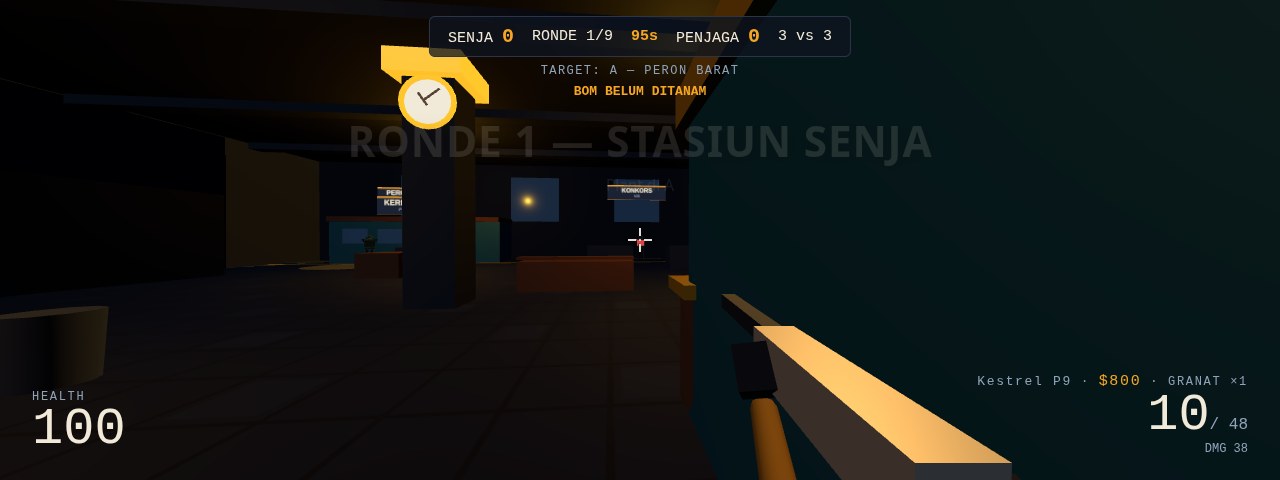 SENJA 0 RONDE 1/9 95s PENJAGA 0 3 vs 3
TARGET: A — PERON BARAT
BOM BELUM DITANAM
RONDE 1 — STASIUN SENJA
KONKORS
HEALTH
100
Kestrel P9 · $800 · GRANAT ×1
10 / 48
DMG 38